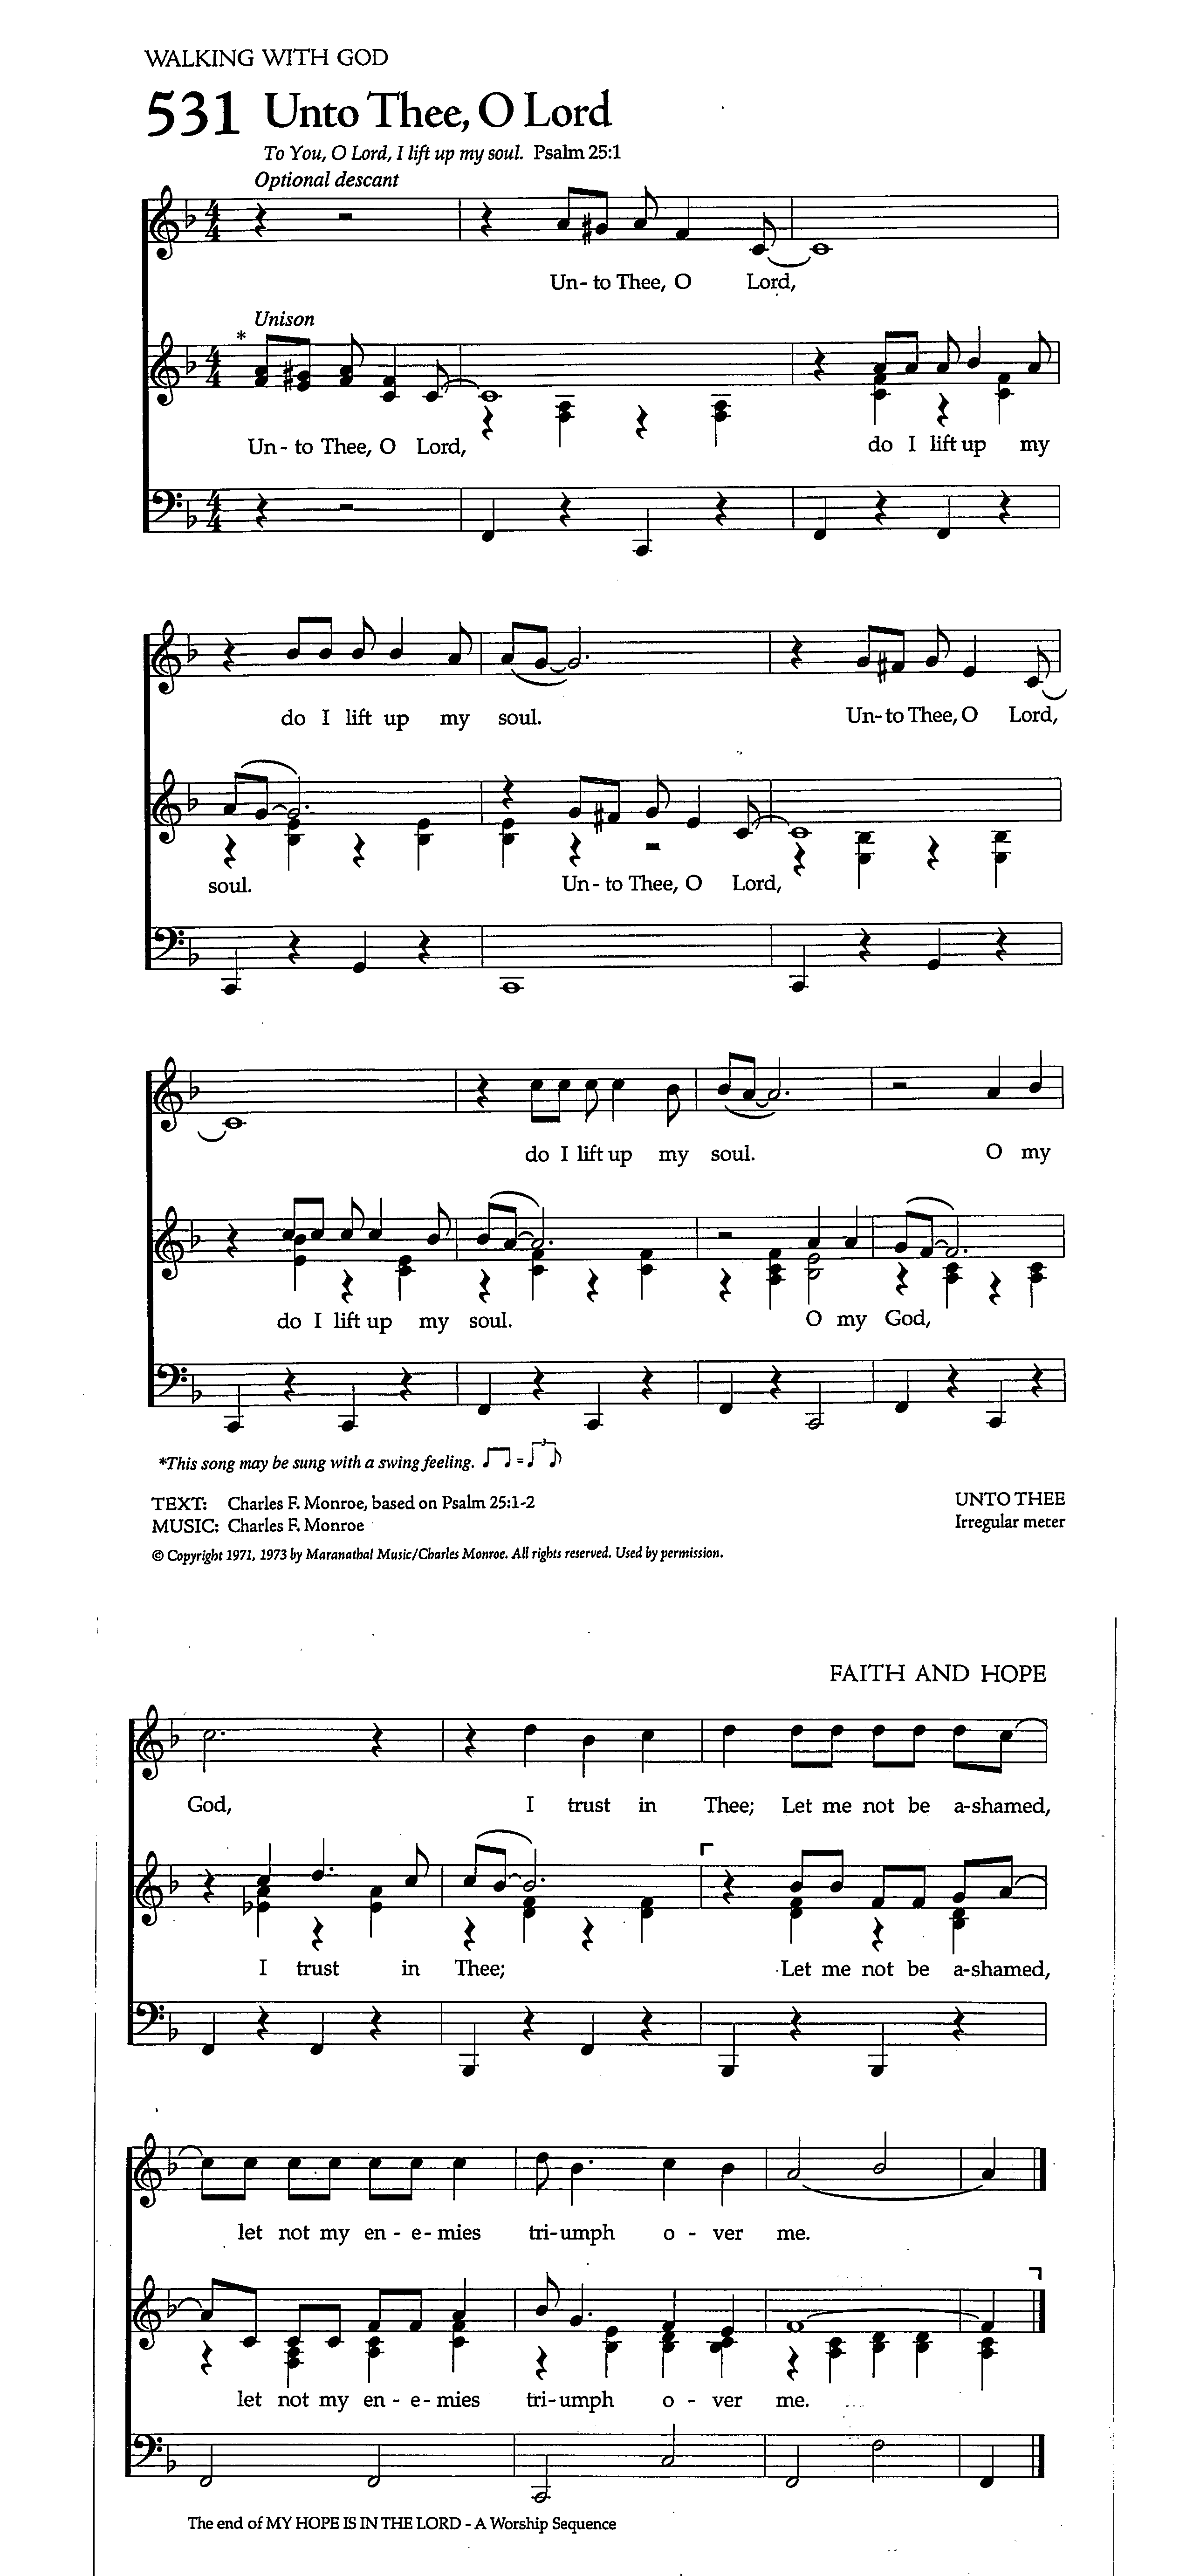 WALKING WITH GOD
531 Unto Thee, O Lord
To You, O Lord, I lift up my soul. Psalm 25:1
Optional descant
Un- to Thee, O Lord,
Unison
*
Un - to Thee, O Lord, do I lift up my
do I lift up my soul. Un- to Thee, O Lord,
soul. Un - to Thee, O Lord,
do I lift up my soul. O my
do I lift up my soul. O my God,
*This song may be sung with a swing feeling. = 3
TEXT: Charles F. Monroe, based on Psalm 25:1-2
MUSIC: Charles F. Monroe
UNTO THEE
Irregular meter
© Copyright 1971, 1973 by Maranatha! Music/Charles Monroe. All rights reserved. Used by permission.
FAITH AND HOPE
God, I trust in Thee; Let me not be a-shamed,
I trust in Thee; Let me not be a-shamed,
let not my en - e - mies tri-umph o - ver me.
let not my en - e - mies tri-umph o - ver me.
The end of MY HOPE IS IN THE LORD - A Worship Sequence